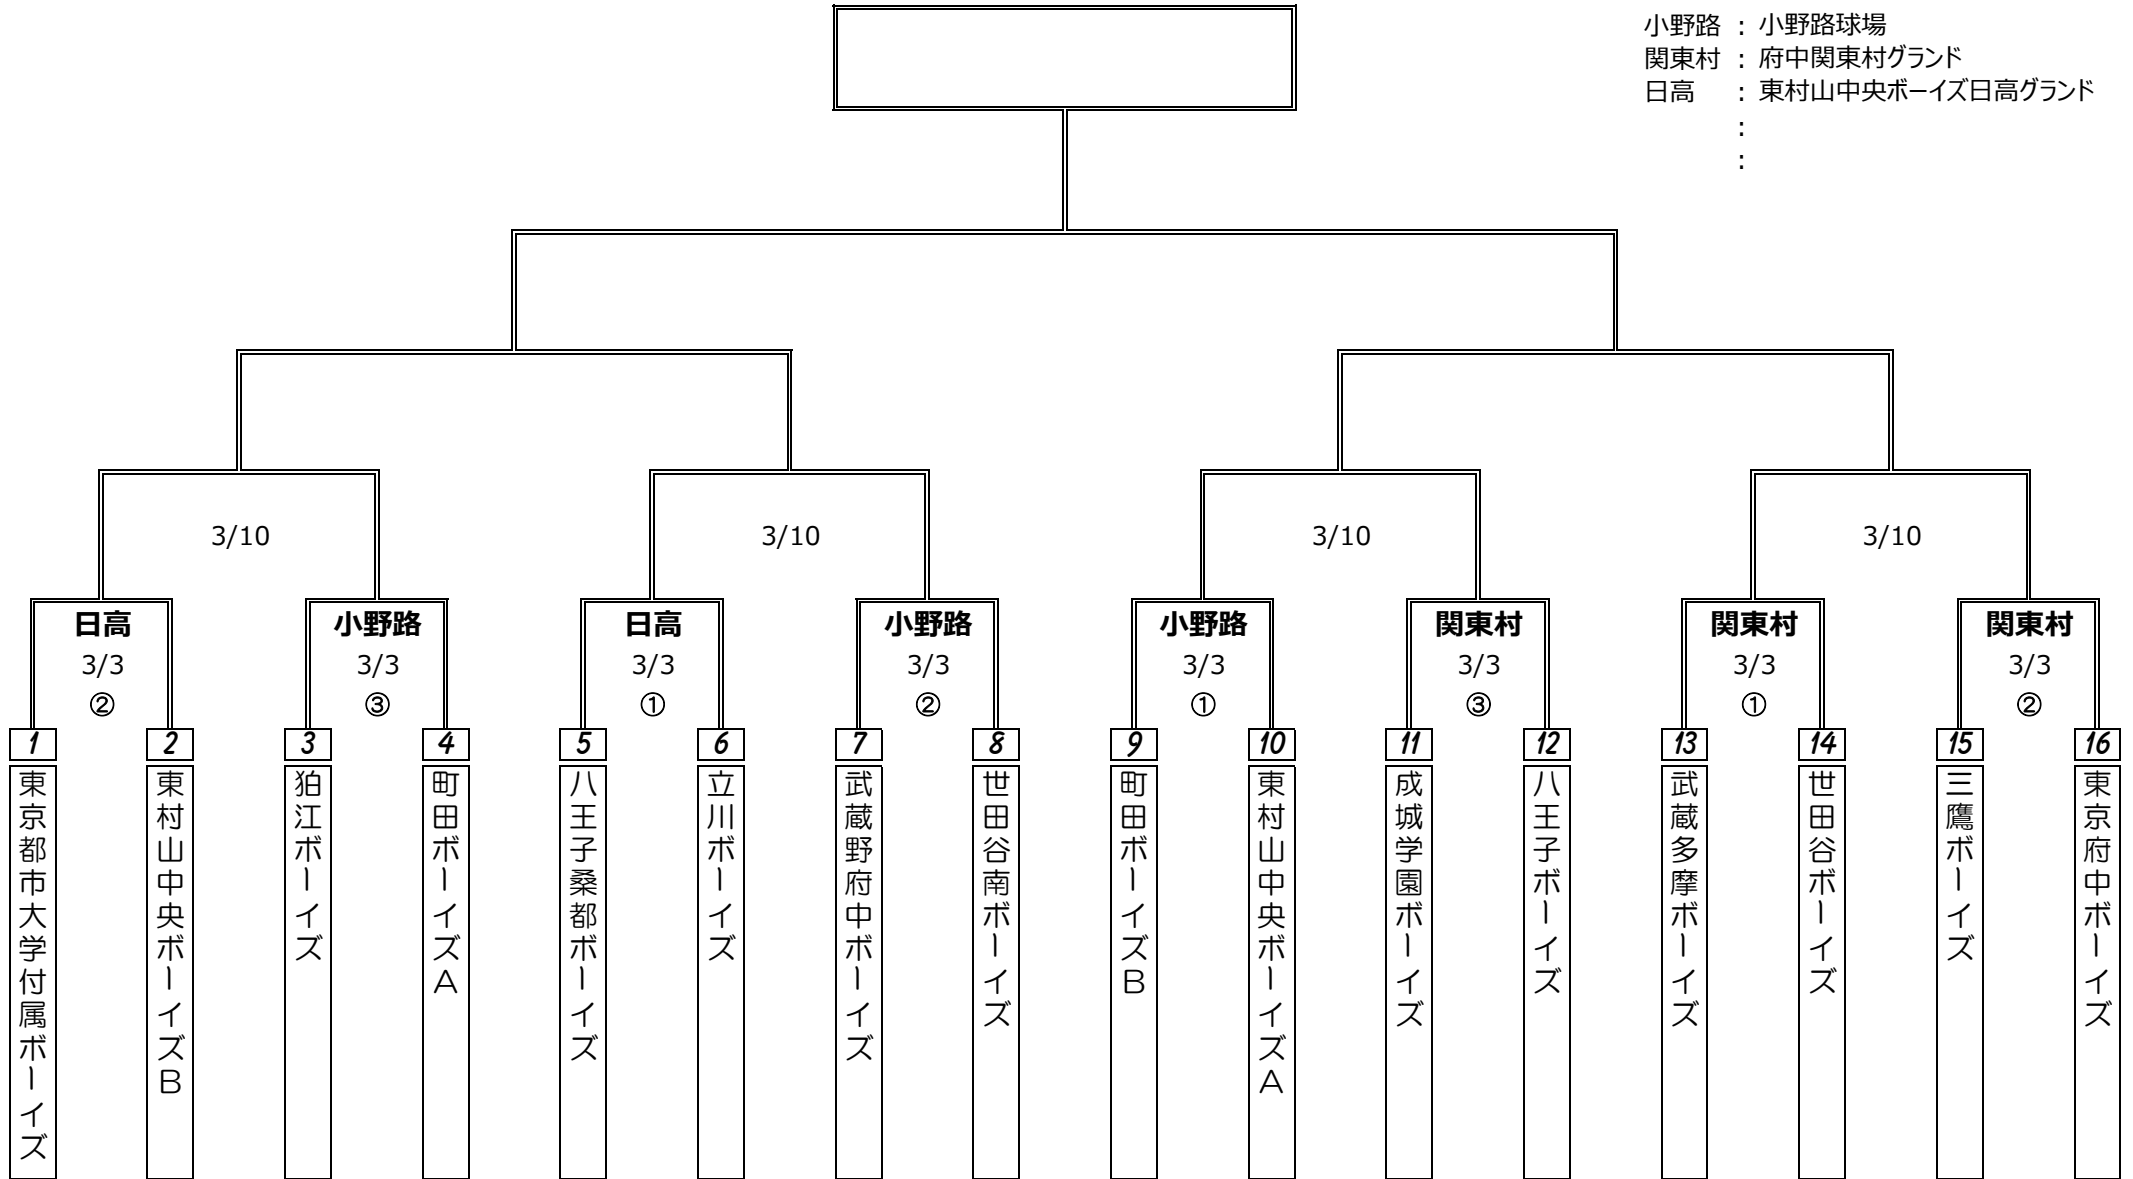 小野路 : 小野路球場
関東村 : 府中関東村グランド
日高 : 東村山中央ボーイズ日高グランド
:
:
3/10
3/10
3/10
3/10
日高
3/3
②
小野路
3/3
③
日高
3/3
①
小野路
3/3
②
小野路
3/3
①
関東村
3/3
③
関東村
3/3
①
関東村
3/3
②
1
東京都市大学付属ボーイズ
2
東村山中央ボーイズB
3
狛江ボーイズ
4
町田ボーイズA
5
八王子桑都ボーイズ
6
立川ボーイズ
7
武蔵野府中ボーイズ
8
世田谷南ボーイズ
9
町田ボーイズB
10
東村山中央ボーイズA
11
成城学園ボーイズ
12
八王子ボーイズ
13
武蔵多摩ボーイズ
14
世田谷ボーイズ
15
三鷹ボーイズ
16
東京府中ボーイズ